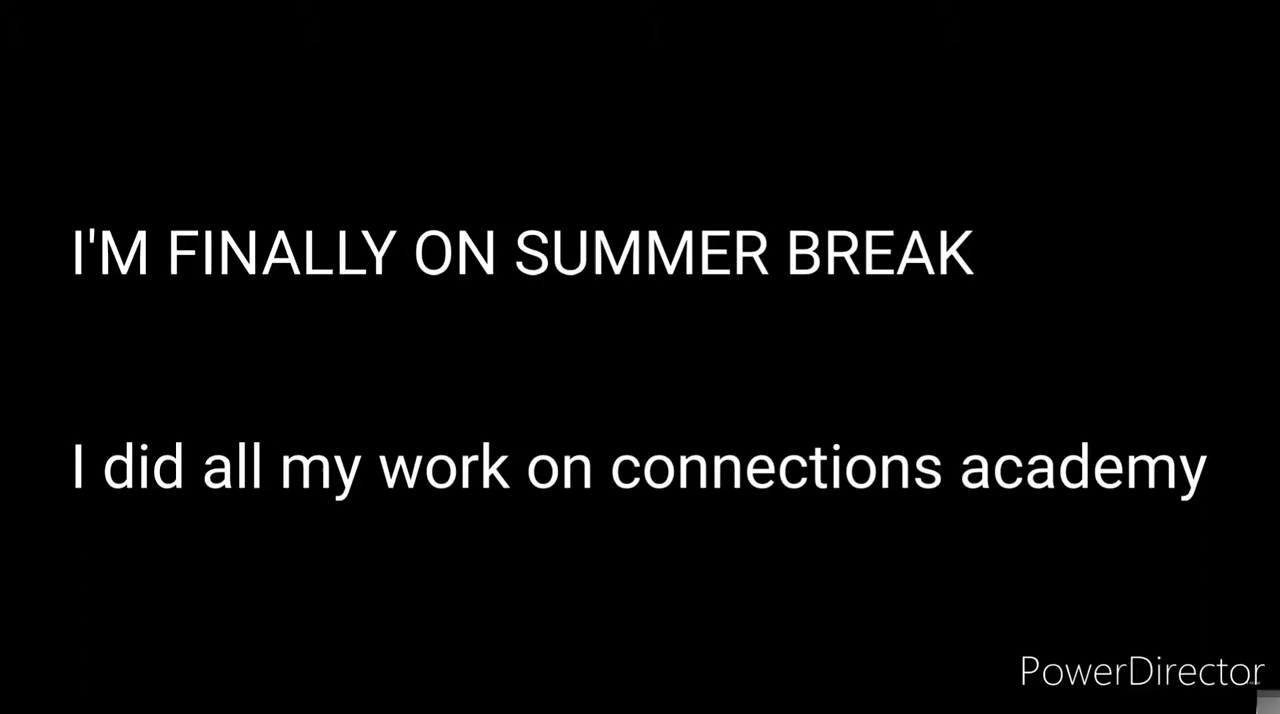 I'M FINALLY ON SUMMER BREAK
I did all my work on connections academy
PowerDirector